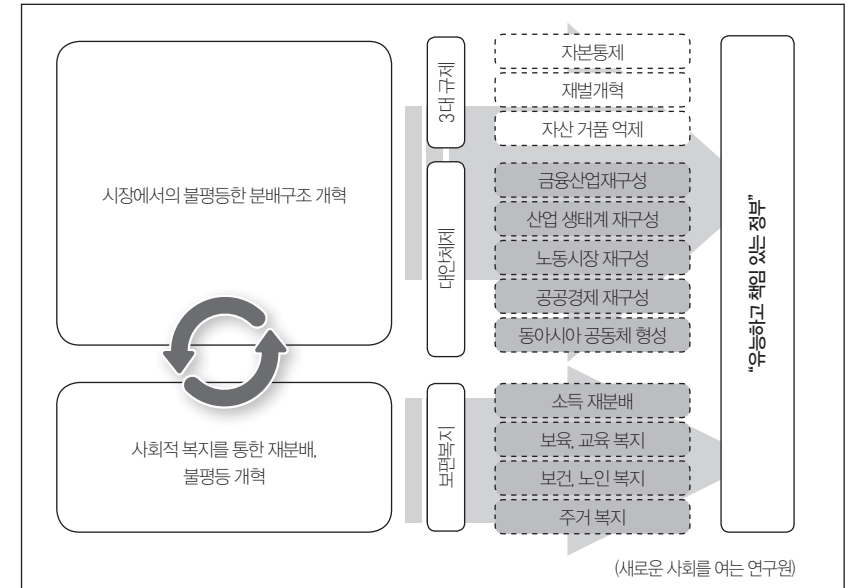 시장에서의 불평등한 분배구조 개혁
3대 규제
자본통제
재벌개혁
자산 거품 억제
대안체제
금융산업재구성
산업 생태계 재구성
노동시장 재구성
공공경제 재구성
동아시아 공동체 형성
사회적 복지를 통한 재분배,
불평등 개혁
보편복지
소득 재분배
보육, 교육 복지
보건, 노인 복지
주거 복지
“유능하고 책임 있는 정부”
(새로운 사회를 여는 연구원)